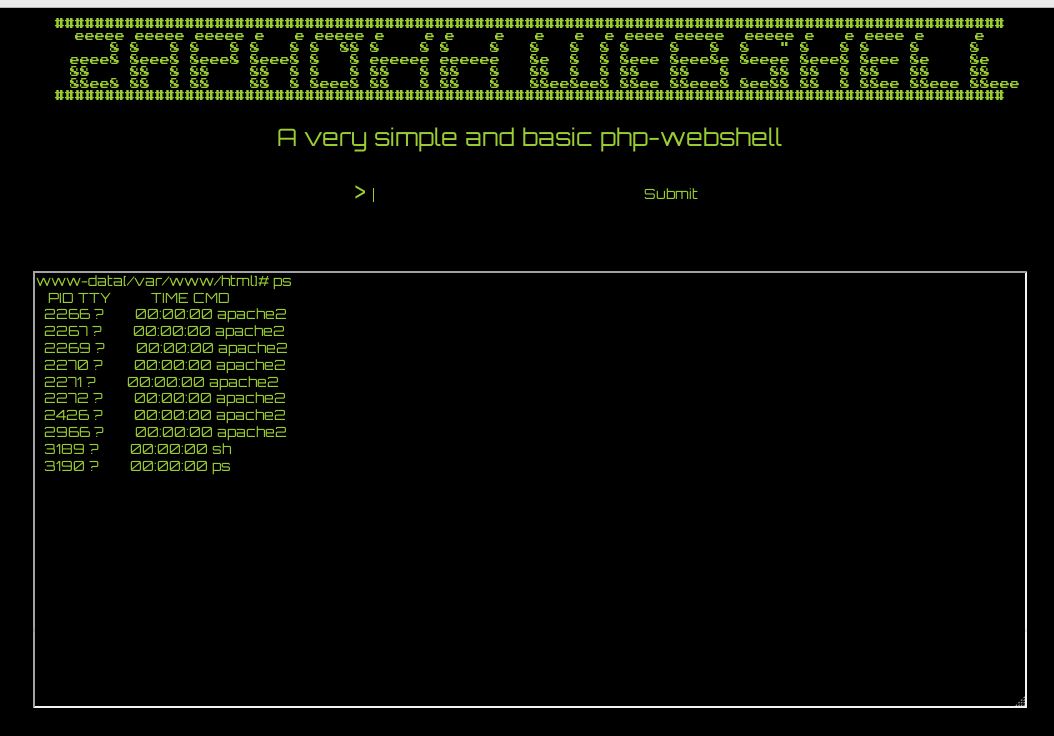 A very simple and basic php-webshell
> Submit
www-data[/var/www/html]# ps
PID TTY TIME CMD
2266 ? 00:00:00 apache2
2267 ? 00:00:00 apache2
2269 ? 00:00:00 apache2
2270 ? 00:00:00 apache2
2271 ? 00:00:00 apache2
2272 ? 00:00:00 apache2
2426 ? 00:00:00 apache2
2966 ? 00:00:00 apache2
3189 ? 00:00:00 sh
3190 ? 00:00:00 ps